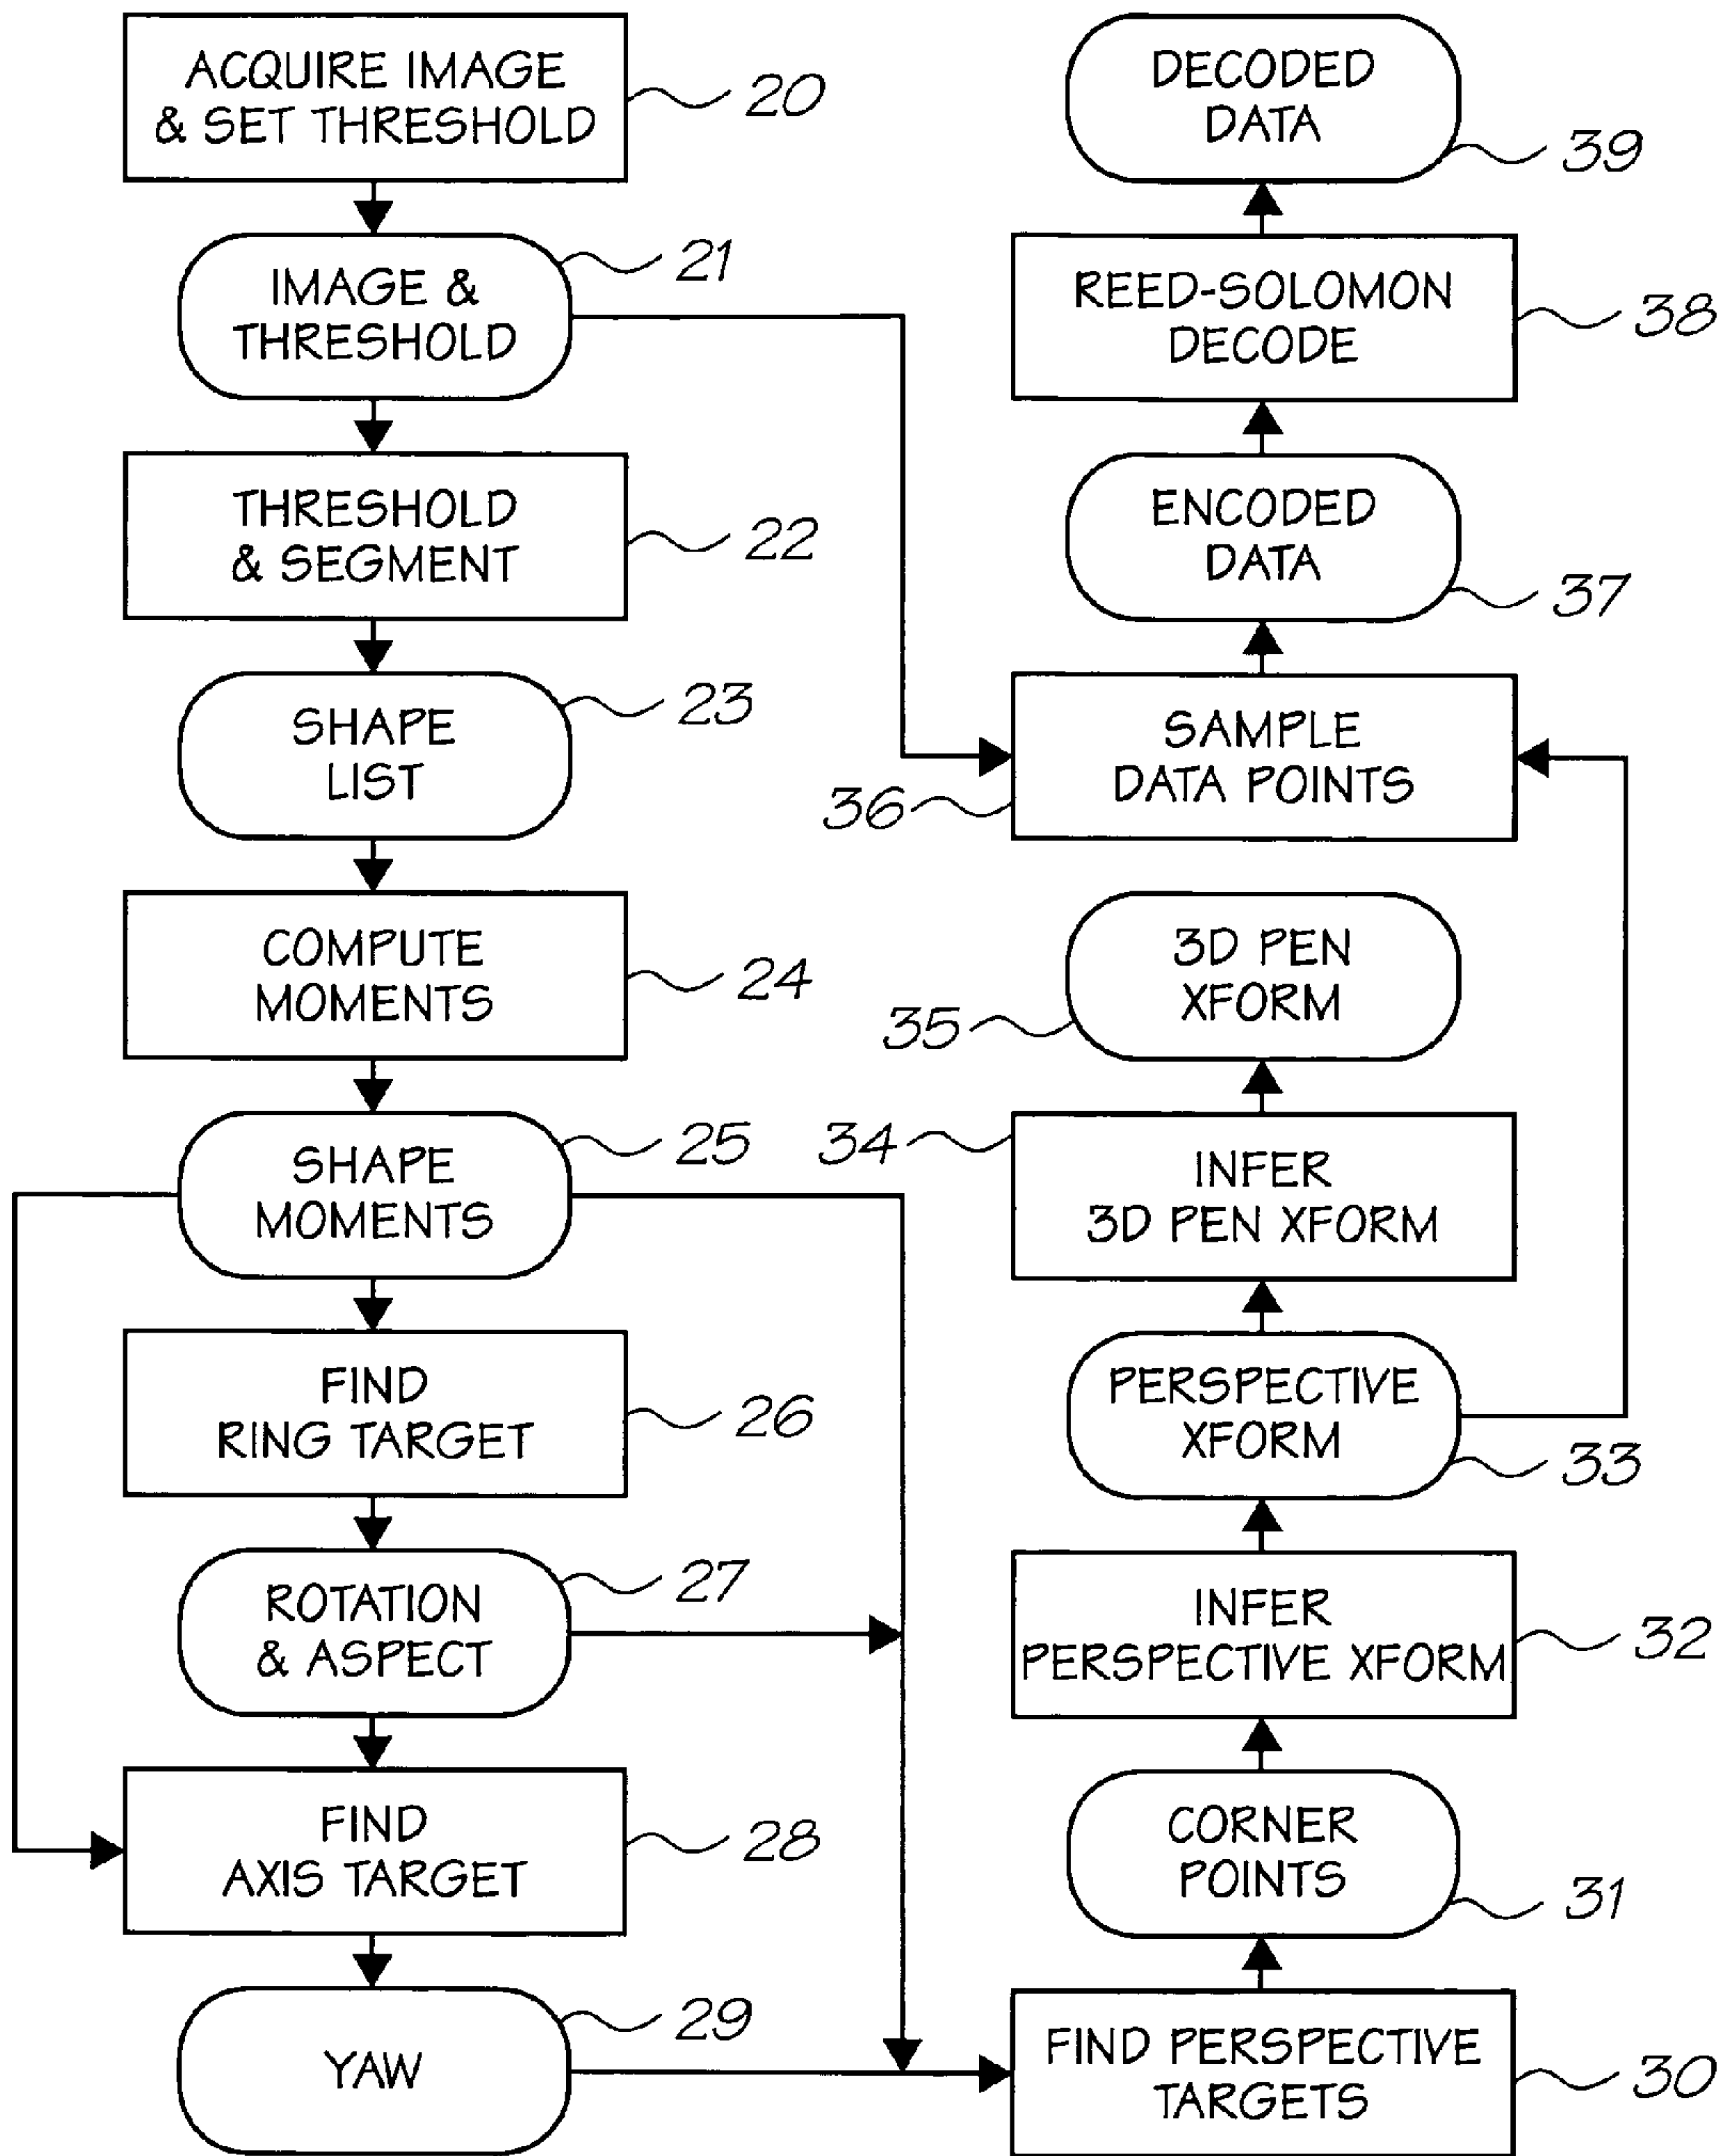 ACQUIRE IMAGE
& SET THRESHOLD
20
IMAGE &
THRESHOLD
21
THRESHOLD
& SEGMENT
22
SHAPE
LIST
23
COMPUTE
MOMENTS
24
SHAPE
MOMENTS
25
FIND
RING TARGET
26
ROTATION
& ASPECT
27
FIND
AXIS TARGET
28
YAW
29
DECODED
DATA
39
REED-SOLOMON
DECODE
38
ENCODED
DATA
37
SAMPLE
DATA POINTS
36
3D PEN
XFORM
35
INFER
3D PEN XFORM
34
PERSPECTIVE
XFORM
33
INFER
PERSPECTIVE XFORM
32
CORNER
POINTS
31
FIND PERSPECTIVE
TARGETS
30